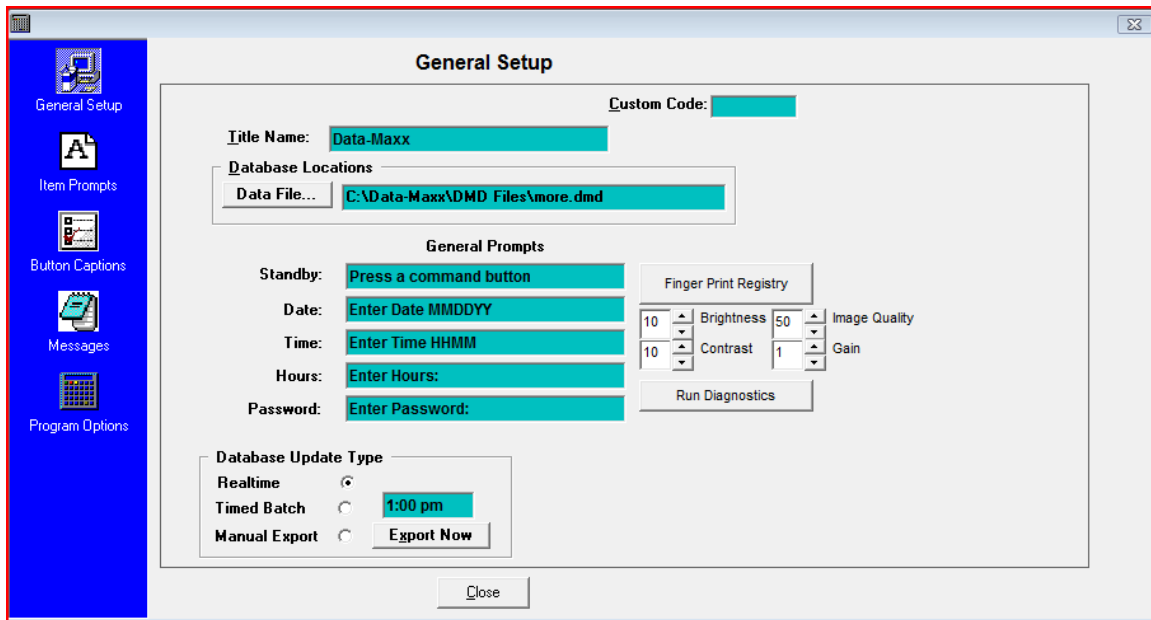 General Setup
Item Prompts
Button Captions
Messages
Program Options
General Setup
Custom Code:
Title Name: Data-Maxx
Database Locations
Data File... C:\Data-Maxx\DMD Files\more.dmd
General Prompts
Standby: Press a command button
Date: Enter Date MMDDYY
Time: Enter Time HHMM
Hours: Enter Hours:
Password: Enter Password:
Finger Print Registry
10 Brightness 50 Image Quality
10 Contrast 1 Gain
Run Diagnostics
Database Update Type
Realtime
Timed Batch 1:00 pm
Manual Export Export Now
Close